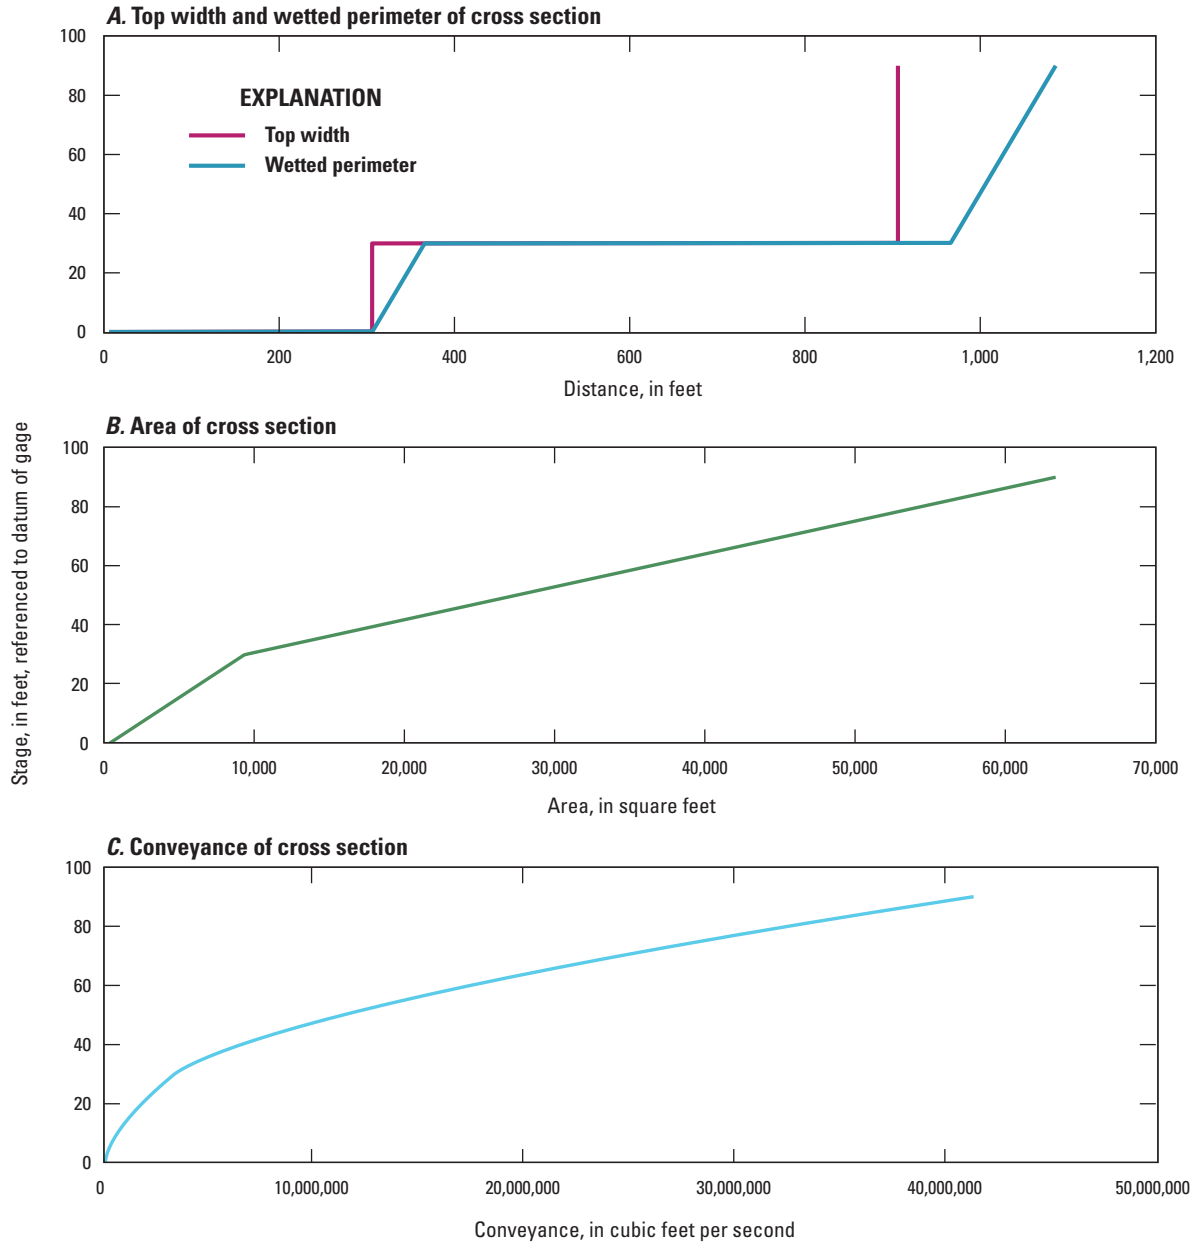 A. Top width and wetted perimeter of cross section
100
80
60
40
20
0
EXPLANATION
Top width
Wetted perimeter
0 200 400 600 800 1,000 1,200
Distance, in feet
Stage, in feet, referenced to datum of gage
B. Area of cross section
100
80
60
40
20
0
0 10,000 20,000 30,000 40,000 50,000 60,000 70,000
Area, in square feet
C. Conveyance of cross section
100
80
60
40
20
0
0 10,000,000 20,000,000 30,000,000 40,000,000 50,000,000
Conveyance, in cubic feet per second